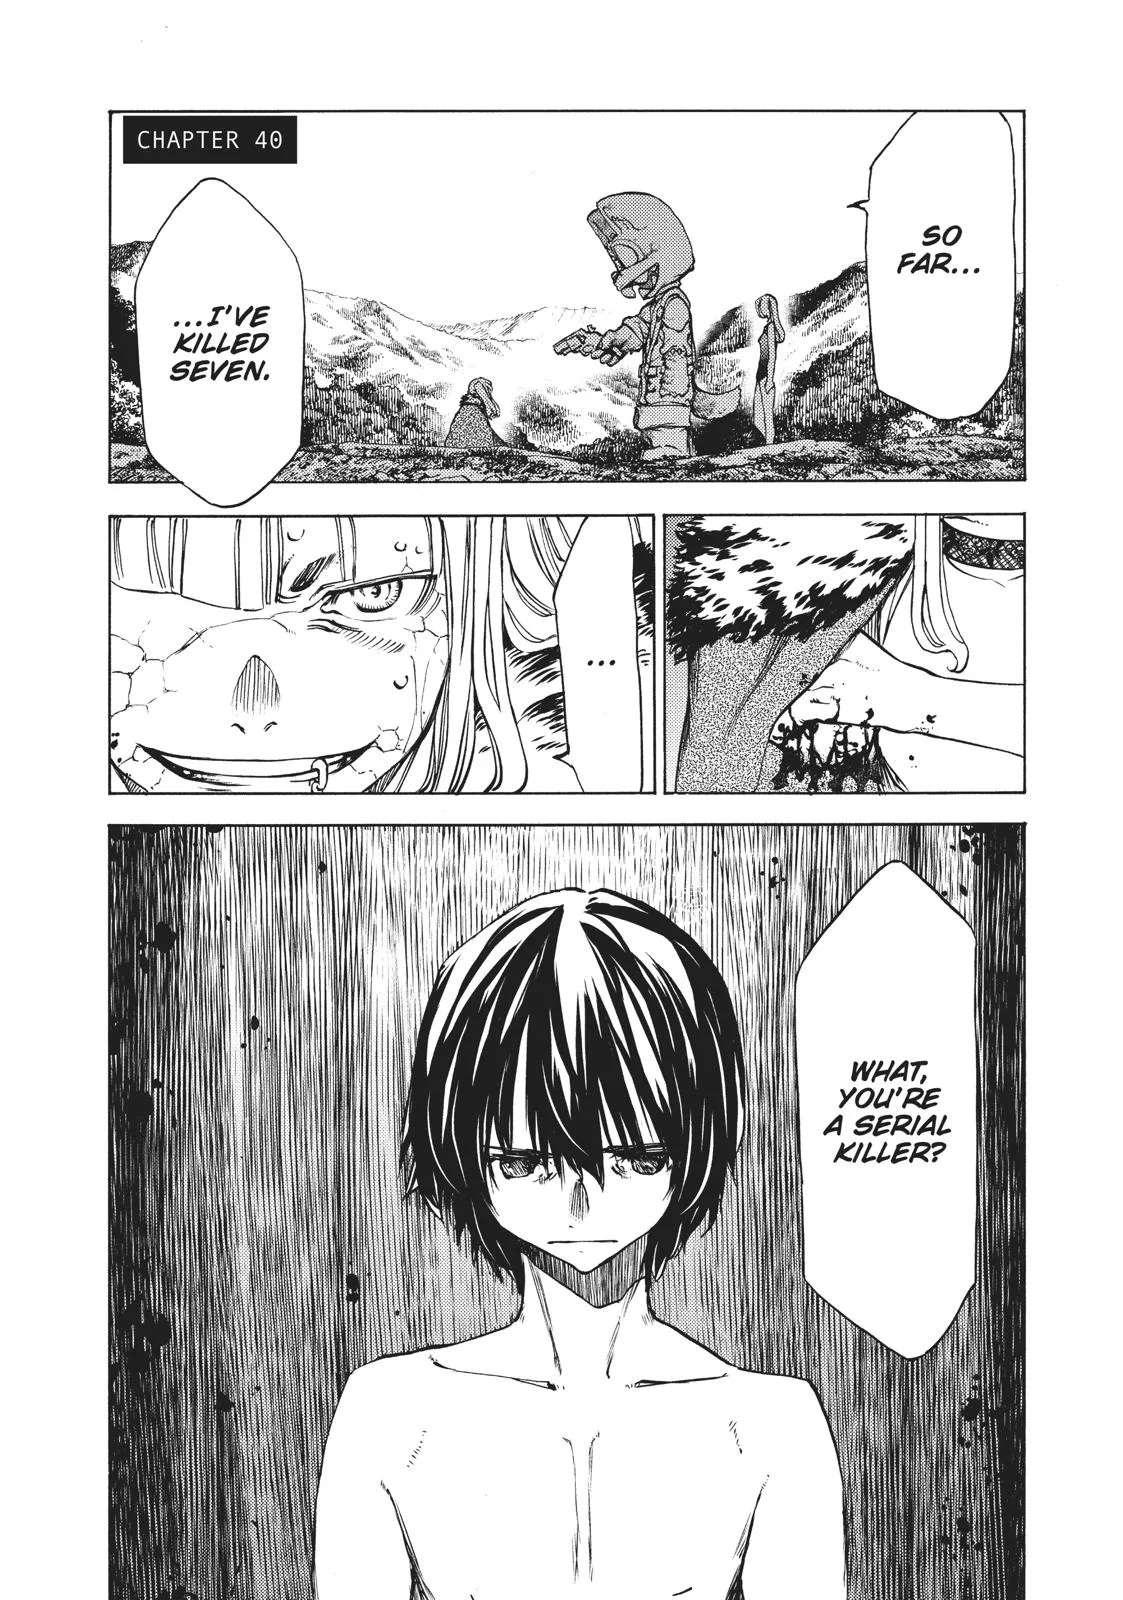 CHAPTER 40
SO
FAR...
...I'VE
KILLED
SEVEN.
...
WHAT,
YOU'RE
A SERIAL
KILLER?